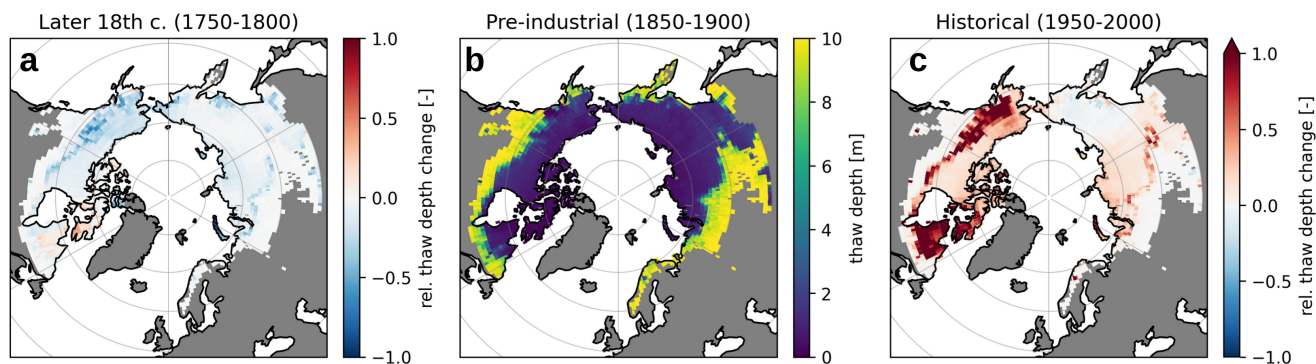 Later 18th c. (1750-1800)
a
1.0
0.5
0.0
−0.5
−1.0
rel. thaw depth change [-]
Pre-industrial (1850-1900)
b
10
8
6
4
2
0
thaw depth [m]
Historical (1950-2000)
c
1.0
0.5
0.0
−0.5
−1.0
rel. thaw depth change [-]